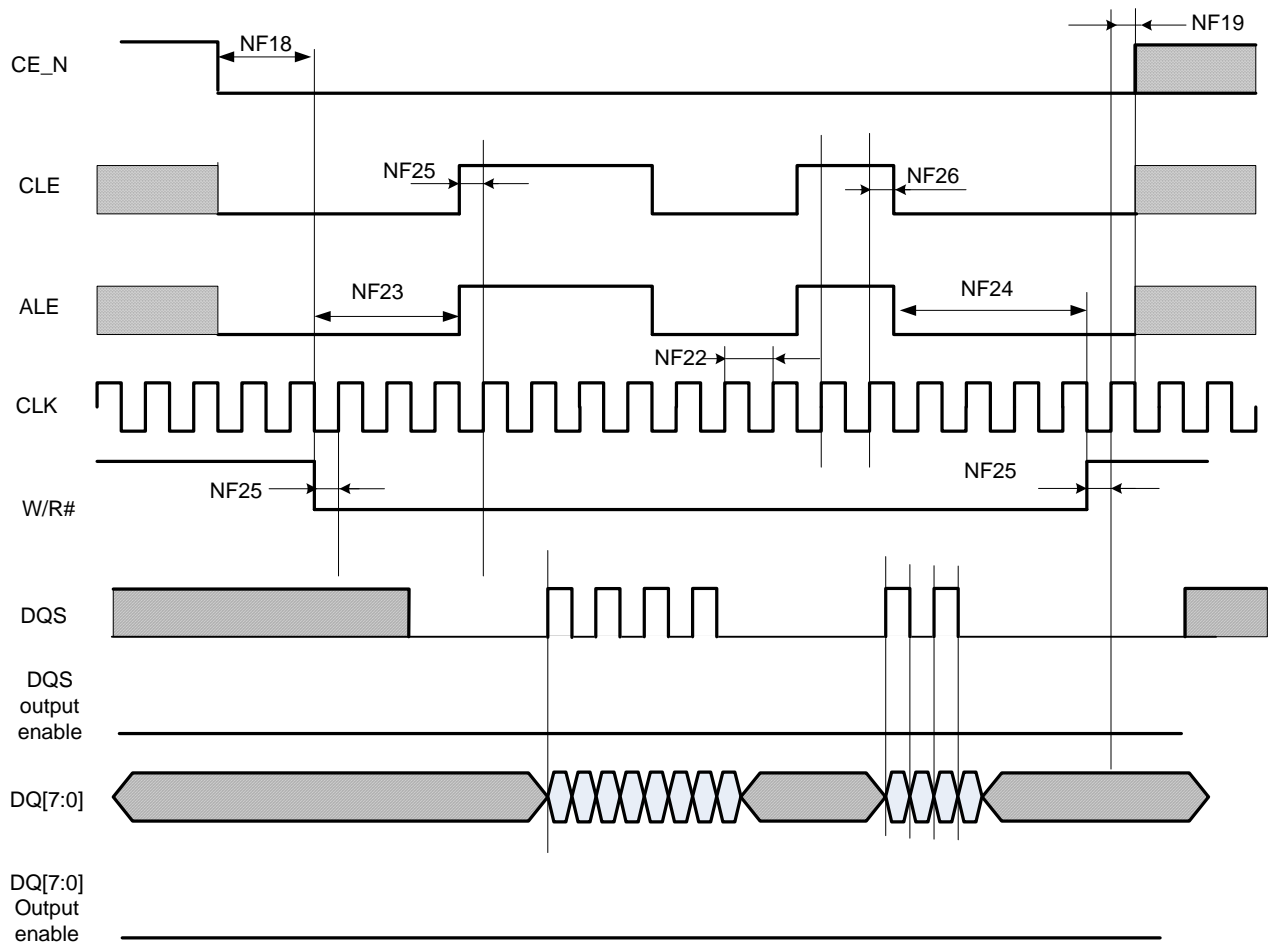 NF19
NF18
CE_N
NF25
CLE
NF26
NF23
NF24
ALE
NF22
CLK
NF25
NF25
W/R#
DQS
DQS
output
enable
DQ[7:0]
DQ[7:0]
Output
enable